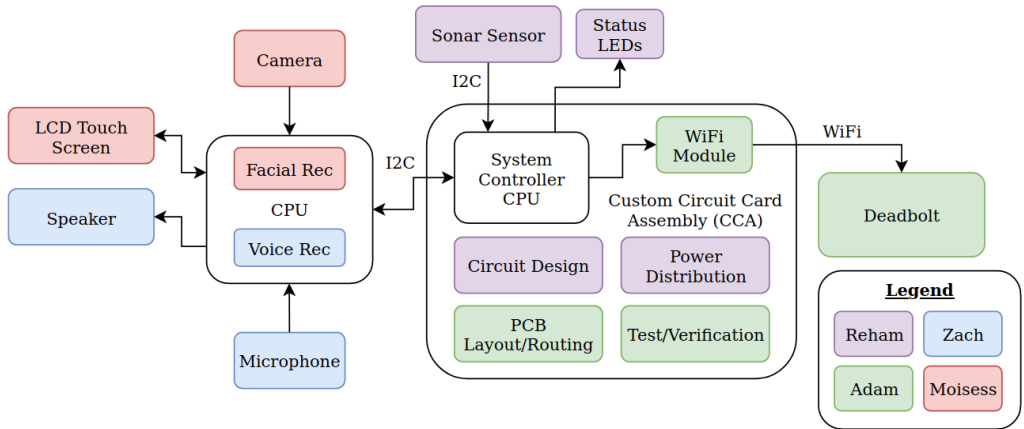 Sonar Sensor
Status
LEDs
Camera
I2C
LCD Touch
Screen
WiFi
Module
WiFi
Facial Rec
I2C
System
Controller
CPU
CPU
Custom Circuit Card
Assembly (CCA)
Speaker
Deadbolt
Voice Rec
Circuit Design
Power
Distribution
Legend
PCB
Layout/Routing
Test/Verification
Reham
Zach
Microphone
Adam
Moisess